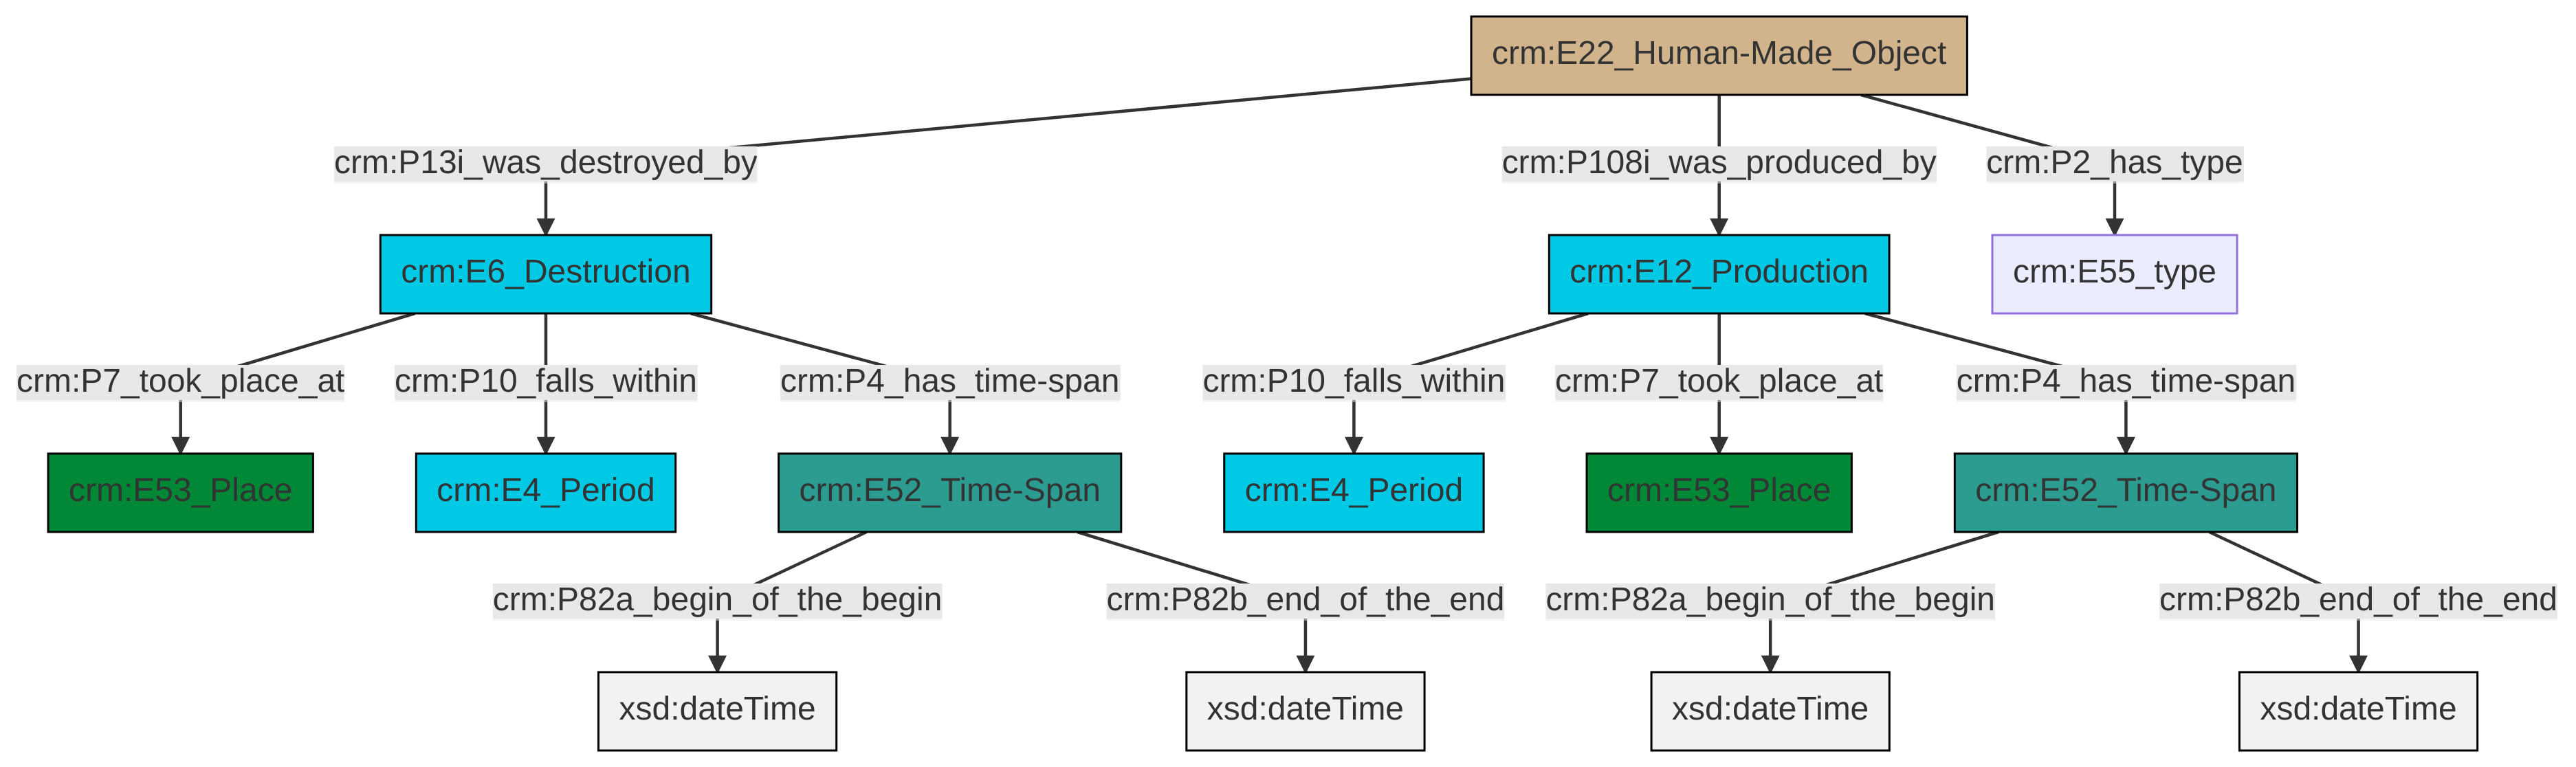 crm:E22_Human-Made_Object
crm:P13i_was_destroyed_by
crm:P108i_was_produced_by
crm:P2_has_type
crm:E6_Destruction
crm:E12_Production
crm:E55_type
crm:P7_took_place_at
crm:P10_falls_within
crm:P4_has_time-span
crm:P10_falls_within
crm:P7_took_place_at
crm:P4_has_time-span
crm:E53_Place
crm:E4_Period
crm:E52_Time-Span
crm:E4_Period
crm:E53_Place
crm:E52_Time-Span
crm:P82a_begin_of_the_begin
crm:P82b_end_of_the_end
crm:P82a_begin_of_the_begin
crm:P82b_end_of_the_end
xsd:dateTime
xsd:dateTime
xsd:dateTime
xsd:dateTime